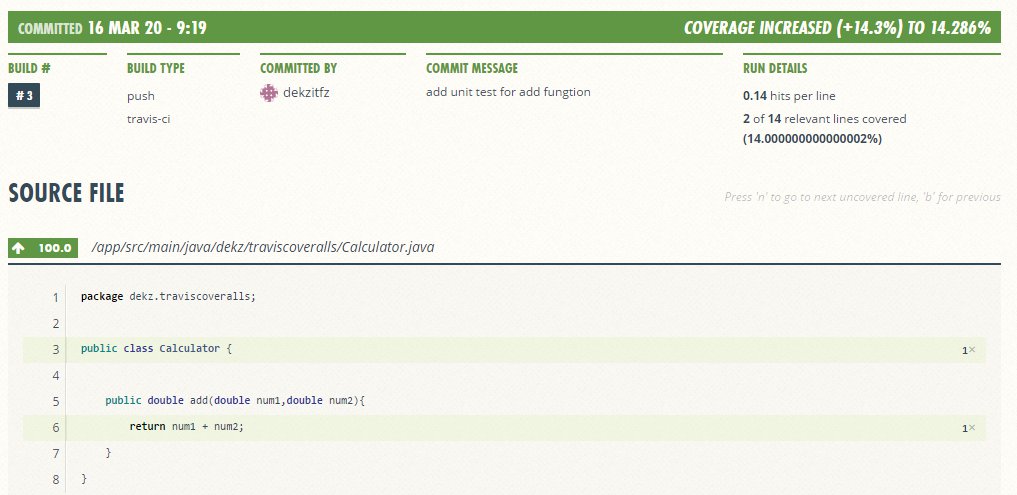 COMMITTED 16 MAR 20 - 9:19 COVERAGE INCREASED (+14.3%) TO 14.286%
BUILD # BUILD TYPE COMMITTED BY COMMIT MESSAGE RUN DETAILS
# 3 push dekzitfz add unit test for add fungtion 0.14 hits per line
travis-ci 2 of 14 relevant lines covered
(14.000000000000002%)
SOURCE FILE Press 'n' to go to next uncovered line, 'b' for previous
100.0 /app/src/main/java/dekz/traviscoveralls/Calculator.java
1 package dekz.traviscoveralls;
2
3 public class Calculator { 1×
4
5 public double add(double num1,double num2){
6 return num1 + num2; 1×
7 }
8 }